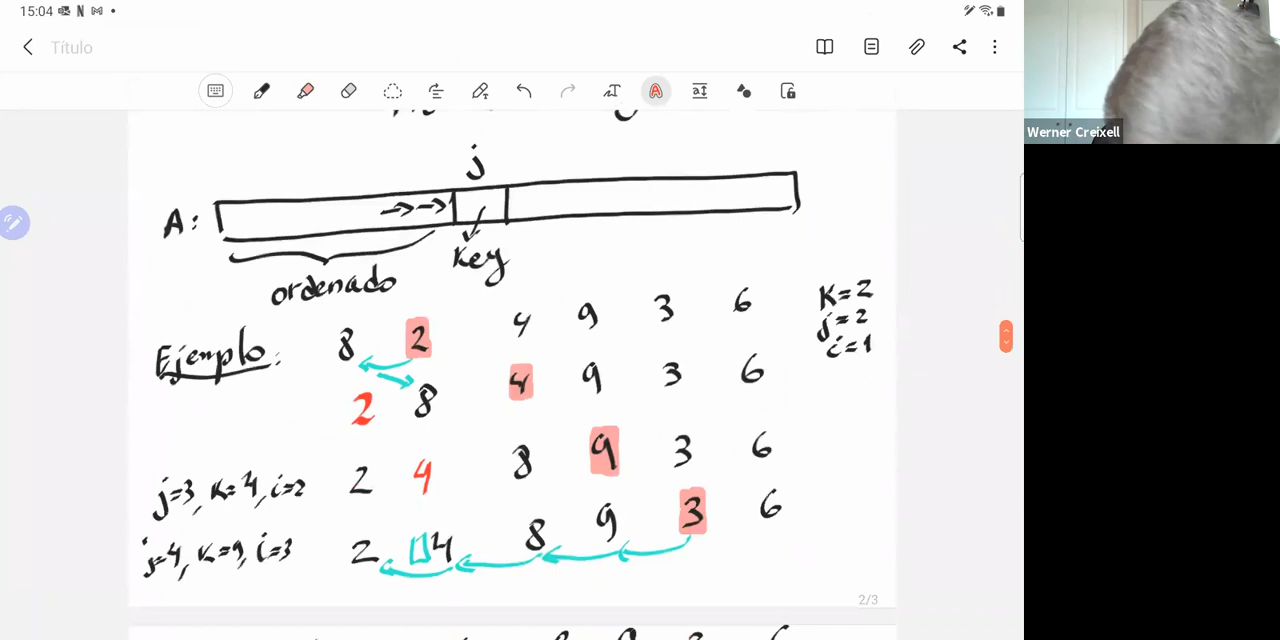 15:04
Título
Werner Creixell
j
A:
key
ordenado
K=2
j=2
i=1
Ejemplo: 8 2 4 9 3 6
2 8 4 9 3 6
j=3, K=4, i=2 2 4 8 9 3 6
j=4, K=9, i=3 2 4 8 9 3 6
2/3